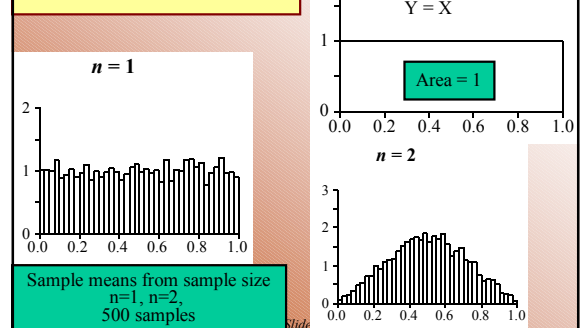 Y = X
1
Area = 1
0
0.0 0.2 0.4 0.6 0.8 1.0
n = 1
2
1
0
0.0 0.2 0.4 0.6 0.8 1.0
n = 2
3
2
1
0
0.0 0.2 0.4 0.6 0.8 1.0
Sample means from sample size
n=1, n=2,
500 samples
Slide